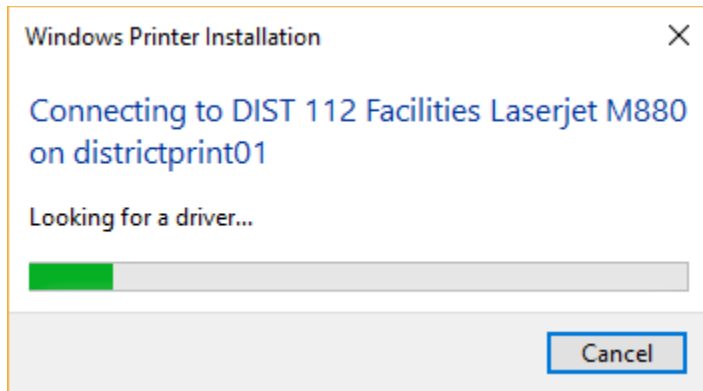 Windows Printer Installation
Connecting to DIST 112 Facilities Laserjet M880
on districtprint01
Looking for a driver...
Cancel